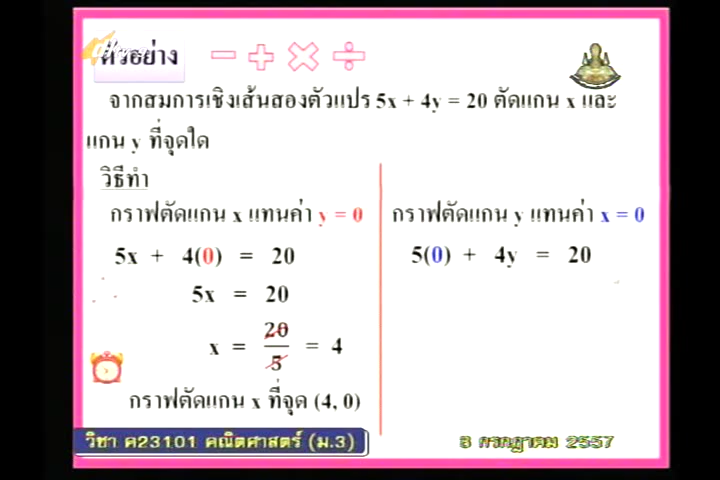 ตัวอย่าง
จากสมการเชิงเส้นสองตัวแปร 5x + 4y = 20 ตัดแกน x และ
แกน y ที่จุดใด
วิธีทำ
กราฟตัดแกน x แทนค่า y = 0
5x + 4(0) = 20
5x = 20
x = 20/5 = 4
กราฟตัดแกน x ที่จุด (4, 0)
กราฟตัดแกน y แทนค่า x = 0
5(0) + 4y = 20
วิชา ค23101 คณิตศาสตร์ (ม.3)
3 กรกฎาคม 2557